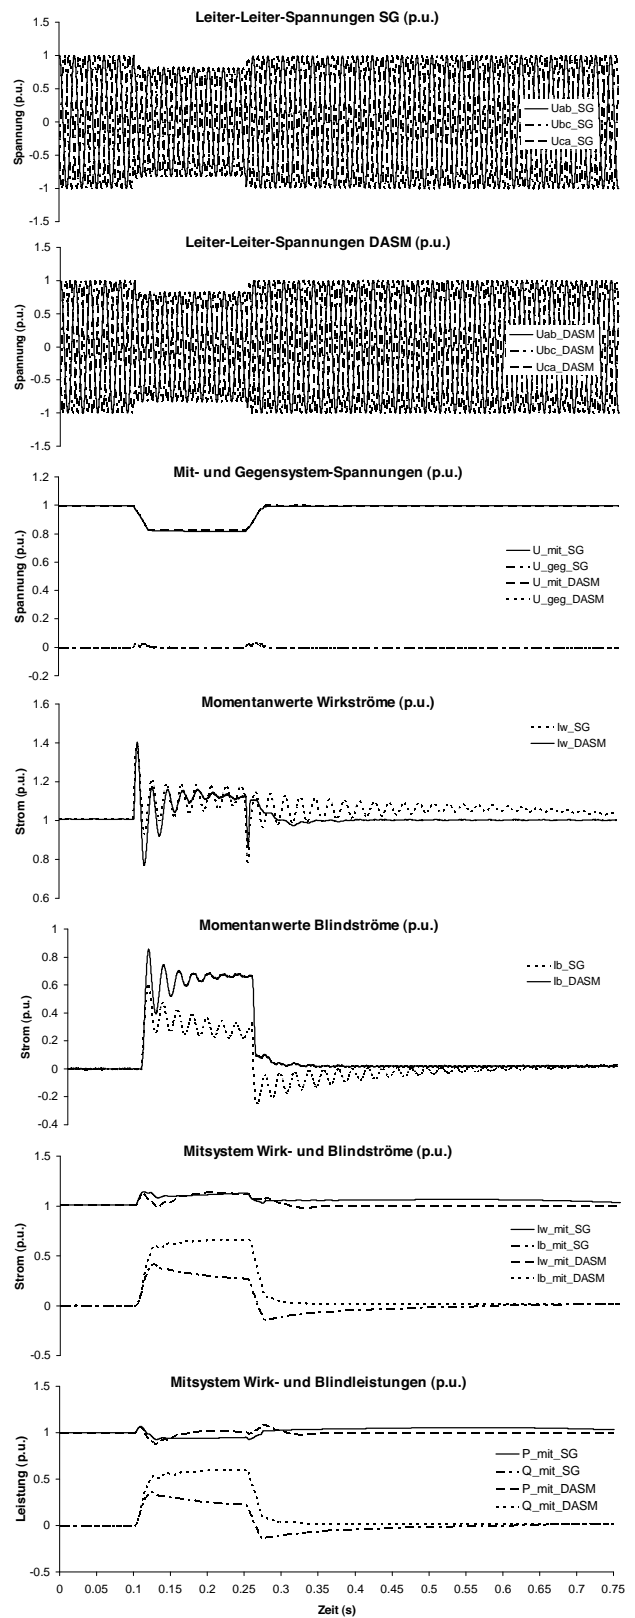 Leiter-Leiter-Spannungen SG (p.u.)
1.5
1
0.5
0
-0.5
-1
-1.5
Spannung (p.u.)
Uab_SG
Ubc_SG
Uca_SG
Leiter-Leiter-Spannungen DASM (p.u.)
1.5
1
0.5
0
-0.5
-1
-1.5
Spannung (p.u.)
Uab_DASM
Ubc_DASM
Uca_DASM
Mit- und Gegensystem-Spannungen (p.u.)
1.2
1
0.8
0.6
0.4
0.2
0
-0.2
Spannung (p.u.)
U_mit_SG
U_geg_SG
U_mit_DASM
U_geg_DASM
Momentanwerte Wirkströme (p.u.)
1.6
1.4
1.2
1
0.8
0.6
Strom (p.u.)
Iw_SG
Iw_DASM
Momentanwerte Blindströme (p.u.)
1
0.8
0.6
0.4
0.2
0
-0.2
-0.4
Strom (p.u.)
Ib_SG
Ib_DASM
Mitsystem Wirk- und Blindströme (p.u.)
1.5
1
0.5
0
-0.5
Strom (p.u.)
Iw_mit_SG
Ib_mit_SG
Iw_mit_DASM
Ib_mit_DASM
Mitsystem Wirk- und Blindleistungen (p.u.)
1.5
1
0.5
0
-0.5
Leistung (p.u.)
P_mit_SG
Q_mit_SG
P_mit_DASM
Q_mit_DASM
0 0.05 0.1 0.15 0.2 0.25 0.3 0.35 0.4 0.45 0.5 0.55 0.6 0.65 0.7 0.75
Zeit (s)